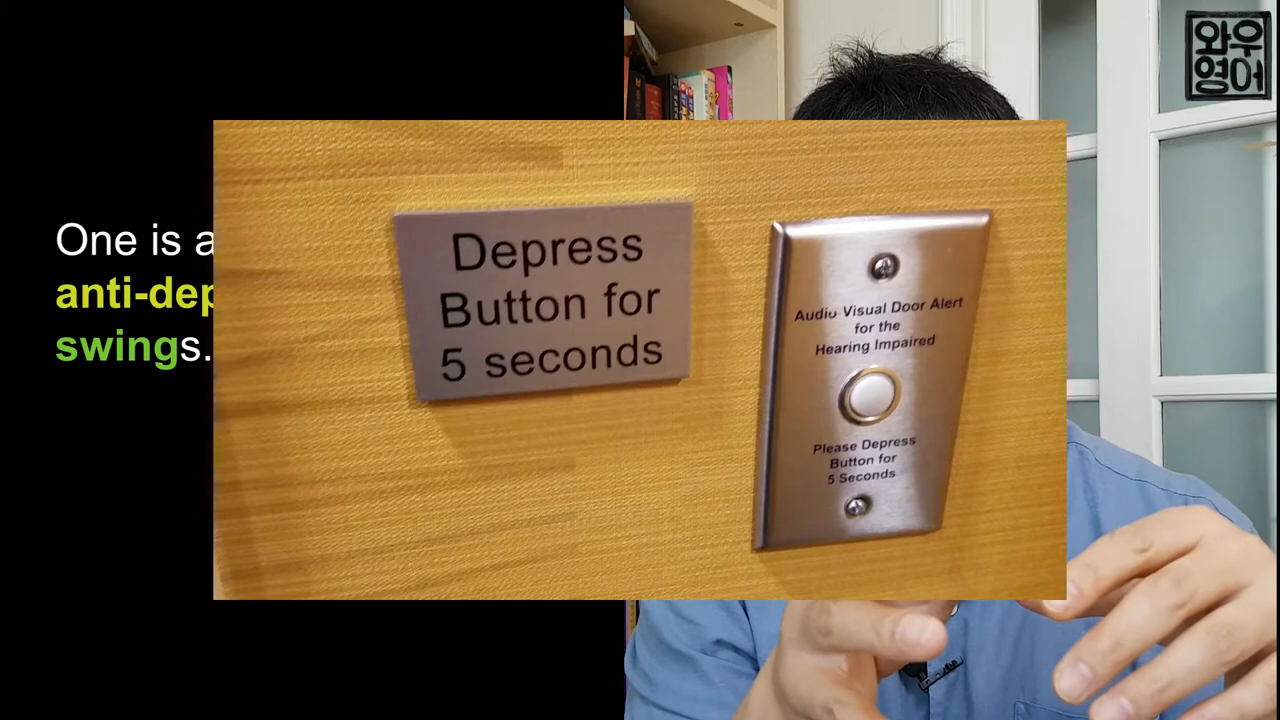 One is a
anti-dep
swings.
Depress
Button for
5 seconds
Audio Visual Door Alert
for the
Hearing Impaired
Please Depress
Button for
5 Seconds
와우
영어